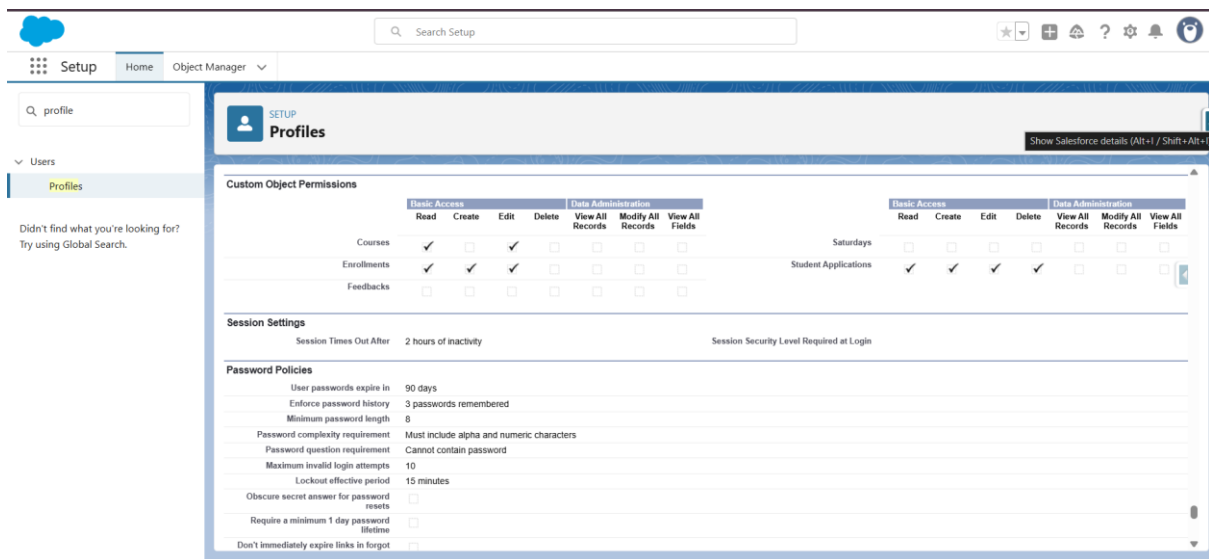 Search Setup
Setup
Home
Object Manager
profile
Users
Profiles
Didn't find what you're looking for?
Try using Global Search.
SETUP
Profiles
Show Salesforce details (Alt+I / Shift+Alt+I
Custom Object Permissions
Basic Access Data Administration Basic Access Data Administration
Read Create Edit Delete View All Records Modify All Records View All Fields Read Create Edit Delete View All Records Modify All Records View All Fields
Courses Saturdays
Enrollments Student Applications
Feedbacks
Session Settings
Session Times Out After 2 hours of inactivity Session Security Level Required at Login
Password Policies
User passwords expire in 90 days
Enforce password history 3 passwords remembered
Minimum password length 8
Password complexity requirement Must include alpha and numeric characters
Password question requirement Cannot contain password
Maximum invalid login attempts 10
Lockout effective period 15 minutes
Obscure secret answer for password
resets
Require a minimum 1 day password
lifetime
Don't immediately expire links in forgot